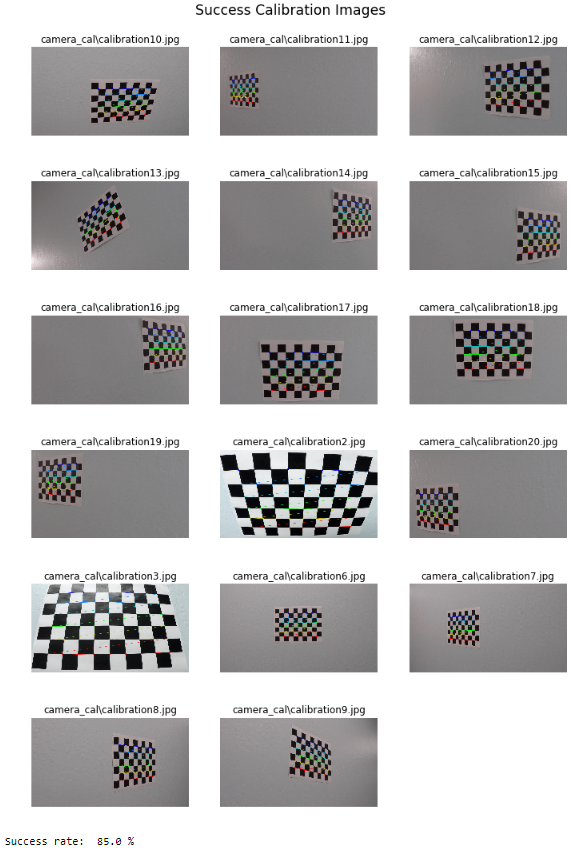 Success Calibration Images
camera_cal\calibration10.jpg
camera_cal\calibration11.jpg
camera_cal\calibration12.jpg
camera_cal\calibration13.jpg
camera_cal\calibration14.jpg
camera_cal\calibration15.jpg
camera_cal\calibration16.jpg
camera_cal\calibration17.jpg
camera_cal\calibration18.jpg
camera_cal\calibration19.jpg
camera_cal\calibration2.jpg
camera_cal\calibration20.jpg
camera_cal\calibration3.jpg
camera_cal\calibration6.jpg
camera_cal\calibration7.jpg
camera_cal\calibration8.jpg
camera_cal\calibration9.jpg
Success rate:  85.0 %